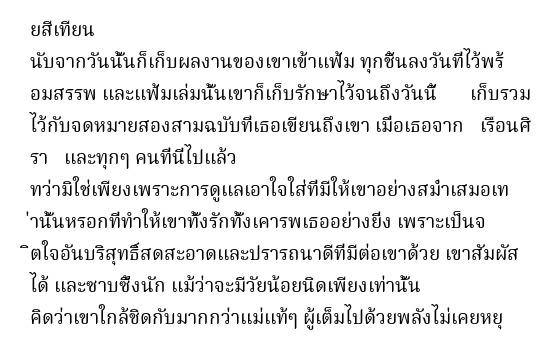 ยสีเทียน
นับจากวันนั้นก็เก็บผลงานของเขาเข้าแฟ้ม ทุกชิ้นลงวันที่ไว้พร้
อมสรรพ และแฟ้มเล่มนั้นเขาก็เก็บรักษาไว้จนถึงวันนี้ เก็บรวม
ไว้กับจดหมายสองสามฉบับที่เธอเขียนถึงเขา เมื่อเธอจาก เรือนศิ
รา และทุกๆ คนที่นี่ไปแล้ว
ทว่ามิใช่เพียงเพราะการดูแลเอาใจใส่ที่มีให้เขาอย่างสม่ำเสมอเท
่านั้นหรอกที่ทำให้เขาทั้งรักทั้งเคารพเธออย่างยิ่ง เพราะเป็นจ
ิตใจอันบริสุทธิ์สดสะอาดและปรารถนาดีที่มีต่อเขาด้วย เขาสัมผัส
ได้ และซาบซึ้งนัก แม้ว่าจะมีวัยน้อยนิดเพียงเท่านั้น
คิดว่าเขาใกล้ชิดกับมากกว่าแม่แท้ๆ ผู้เต็มไปด้วยพลังไม่เคยหยุ